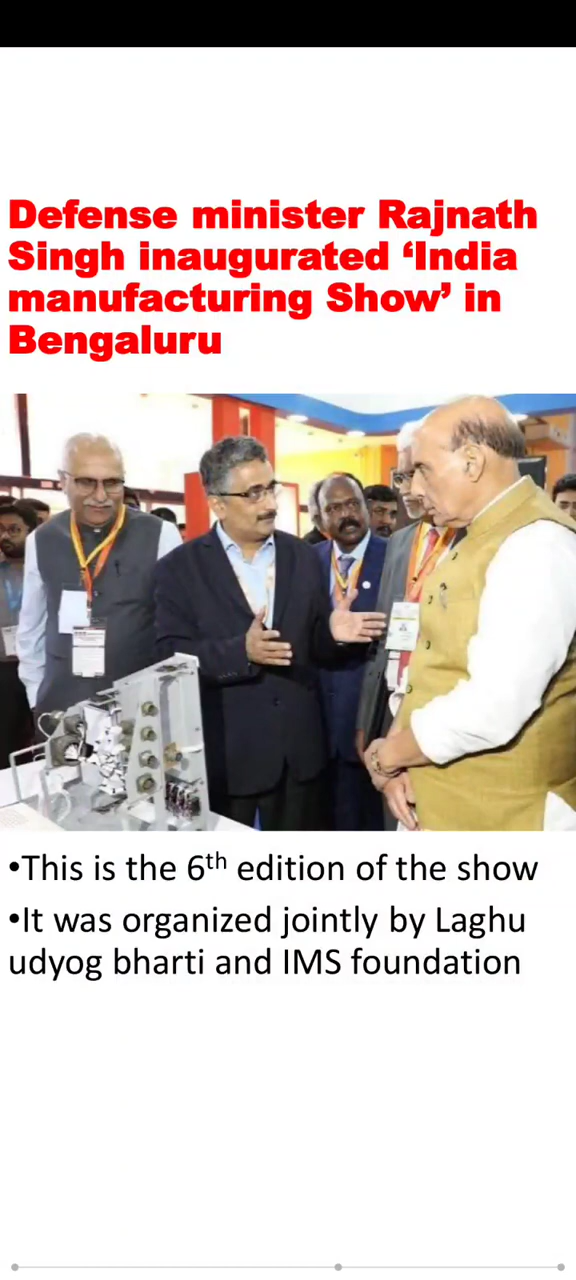 Defense minister Rajnath
Singh inaugurated ‘India
manufacturing Show’ in
Bengaluru
•This is the 6th edition of the show
•It was organized jointly by Laghu
udyog bharti and IMS foundation